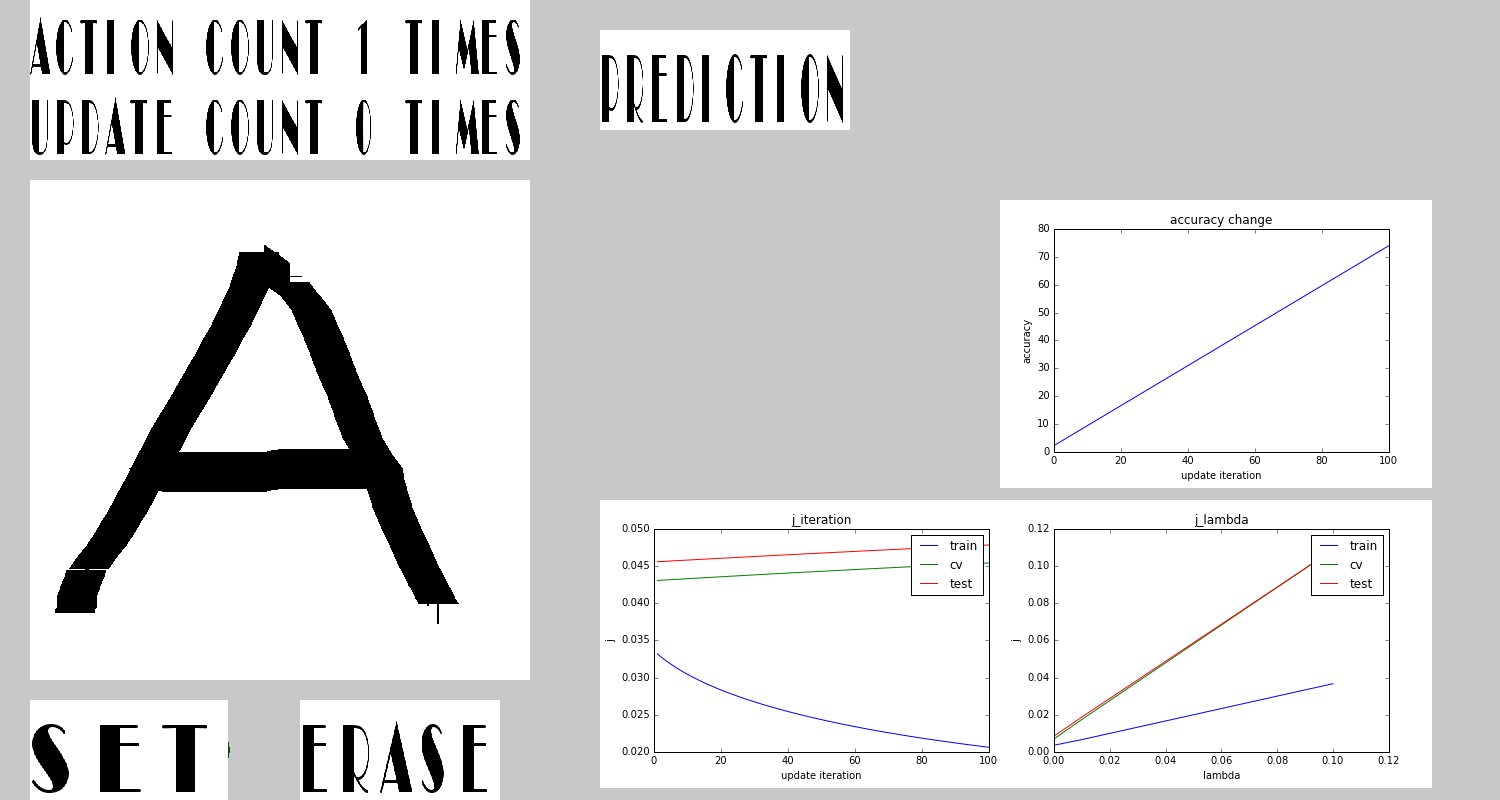 ACTION COUNT 1 TIMES
UPDATE COUNT 0 TIMES
PREDICTION
A
SET
ERASE
accuracy change
80
70
60
50
40
30
20
10
0
accuracy
0 20 40 60 80 100
update iteration
j_iteration
0.050
0.045
0.040
0.035
0.030
0.025
0.020
j
train
cv
test
0 20 40 60 80 100
update iteration
j_lambda
0.12
0.10
0.08
0.06
0.04
0.02
0.00
j
train
cv
test
0.00 0.02 0.04 0.06 0.08 0.10 0.12
lambda